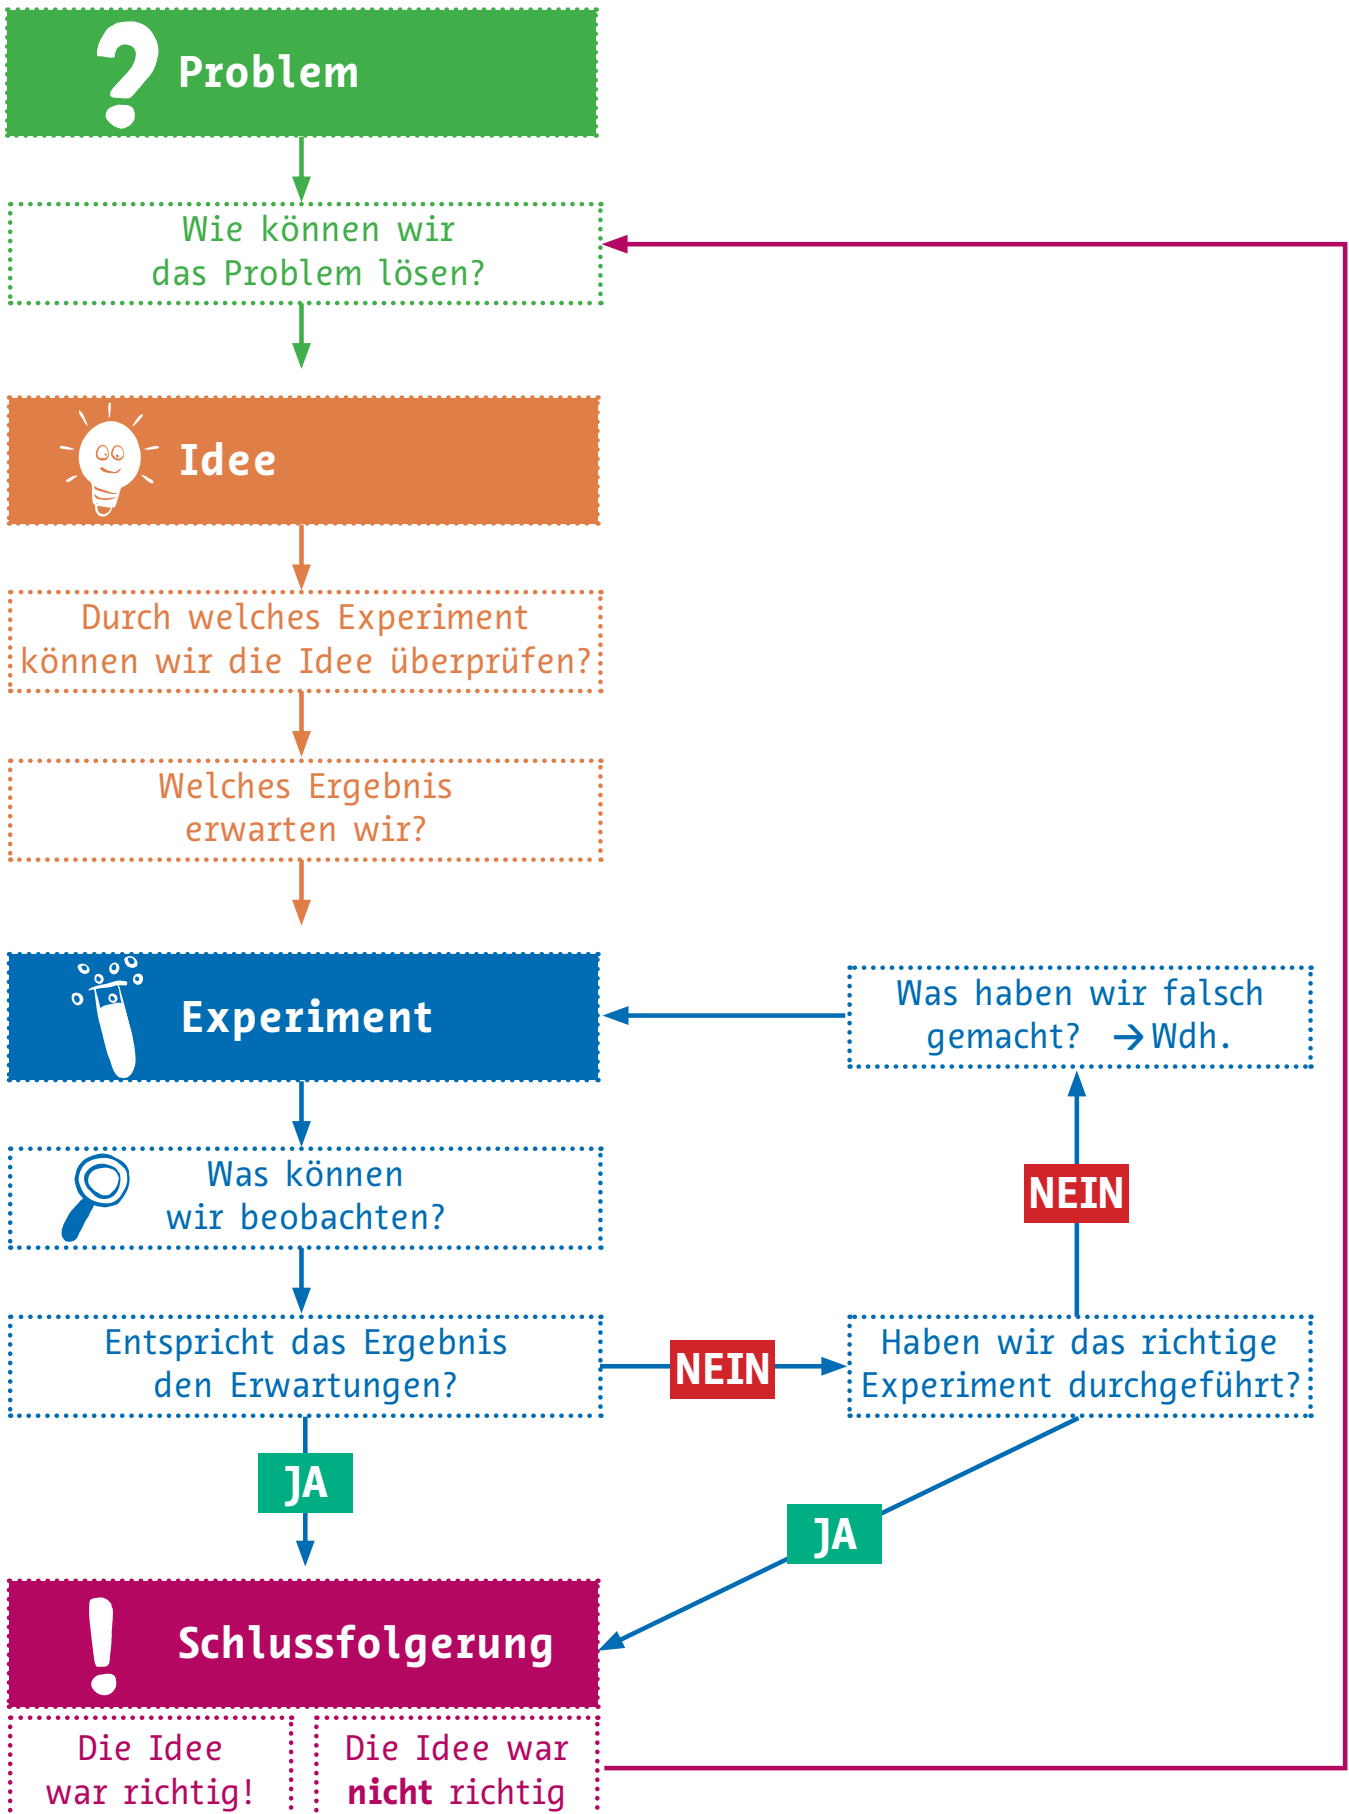 Problem
Wie können wir
das Problem lösen?
Idee
Durch welches Experiment
können wir die Idee überprüfen?
Welches Ergebnis
erwarten wir?
Experiment
Was haben wir falsch
gemacht? → Wdh.
Was können
wir beobachten?
NEIN
Entspricht das Ergebnis
den Erwartungen?
NEIN
Haben wir das richtige
Experiment durchgeführt?
JA
JA
Schlussfolgerung
Die Idee
war richtig!
Die Idee war
nicht richtig